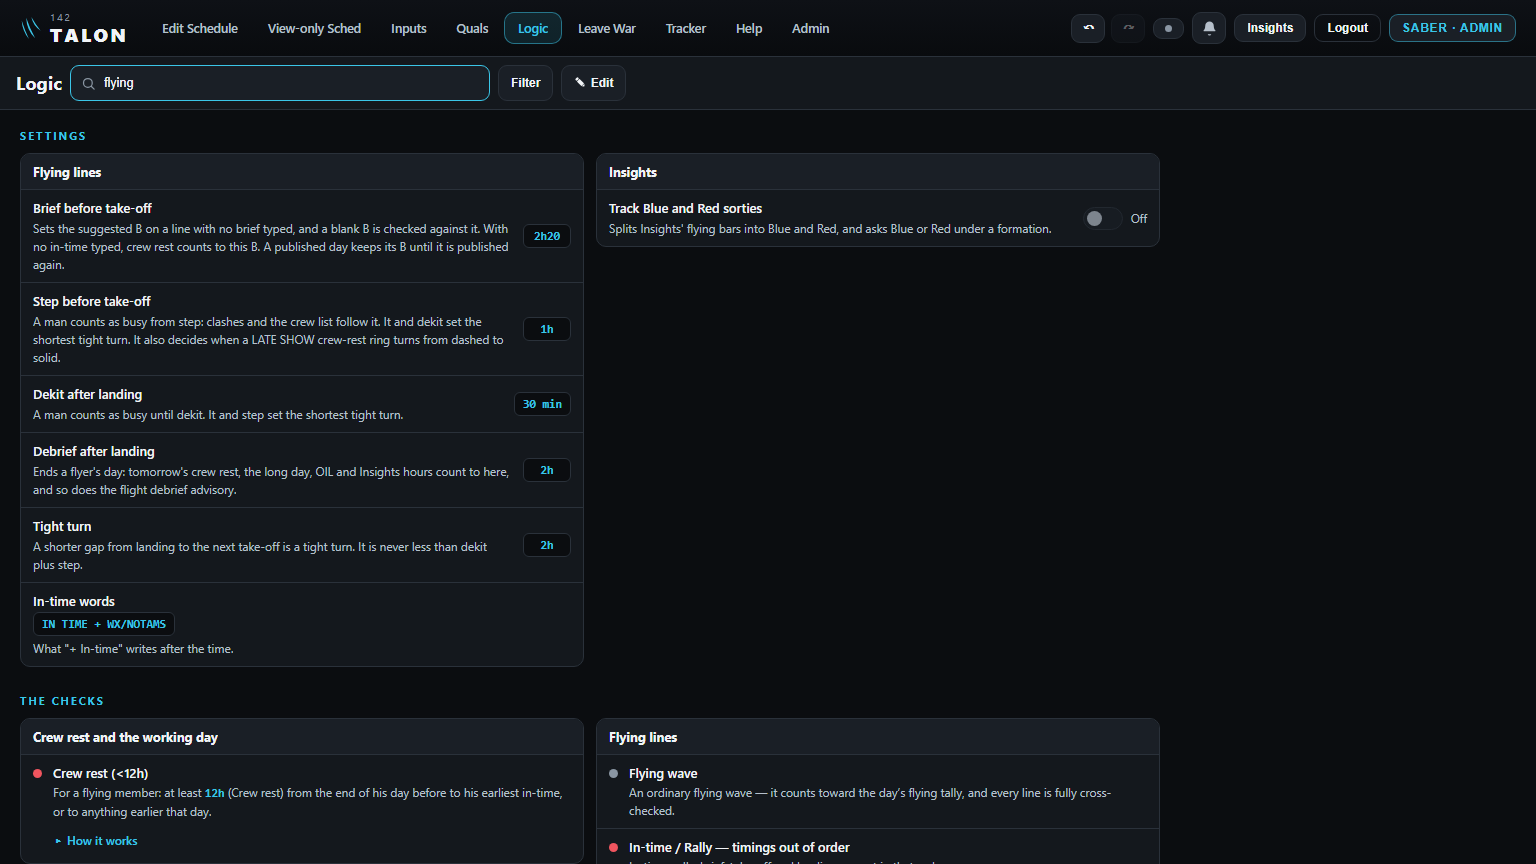 142
TALON
Edit Schedule
View-only Sched
Inputs
Quals
Logic
Leave War
Tracker
Help
Admin
Insights
Logout
SABER · ADMIN
Logic
flying
Filter
Edit
SETTINGS
Flying lines
Brief before take-off
Sets the suggested B on a line with no brief typed, and a blank B is checked against it. With
no in-time typed, crew rest counts to this B. A published day keeps its B until it is published
again.
2h20
Step before take-off
A man counts as busy from step: clashes and the crew list follow it. It and dekit set the
shortest tight turn. It also decides when a LATE SHOW crew-rest ring turns from dashed to
solid.
1h
Dekit after landing
A man counts as busy until dekit. It and step set the shortest tight turn.
30 min
Debrief after landing
Ends a flyer's day: tomorrow's crew rest, the long day, OIL and Insights hours count to here,
and so does the flight debrief advisory.
2h
Tight turn
A shorter gap from landing to the next take-off is a tight turn. It is never less than dekit
plus step.
2h
In-time words
IN TIME + WX/NOTAMS
What "+ In-time" writes after the time.
Insights
Track Blue and Red sorties
Splits Insights' flying bars into Blue and Red, and asks Blue or Red under a formation.
Off
THE CHECKS
Crew rest and the working day
Crew rest (<12h)
For a flying member: at least 12h (Crew rest) from the end of his day before to his earliest in-time,
or to anything earlier that day.
How it works
Flying lines
Flying wave
An ordinary flying wave — it counts toward the day's flying tally, and every line is fully cross-
checked.
In-time / Rally — timings out of order